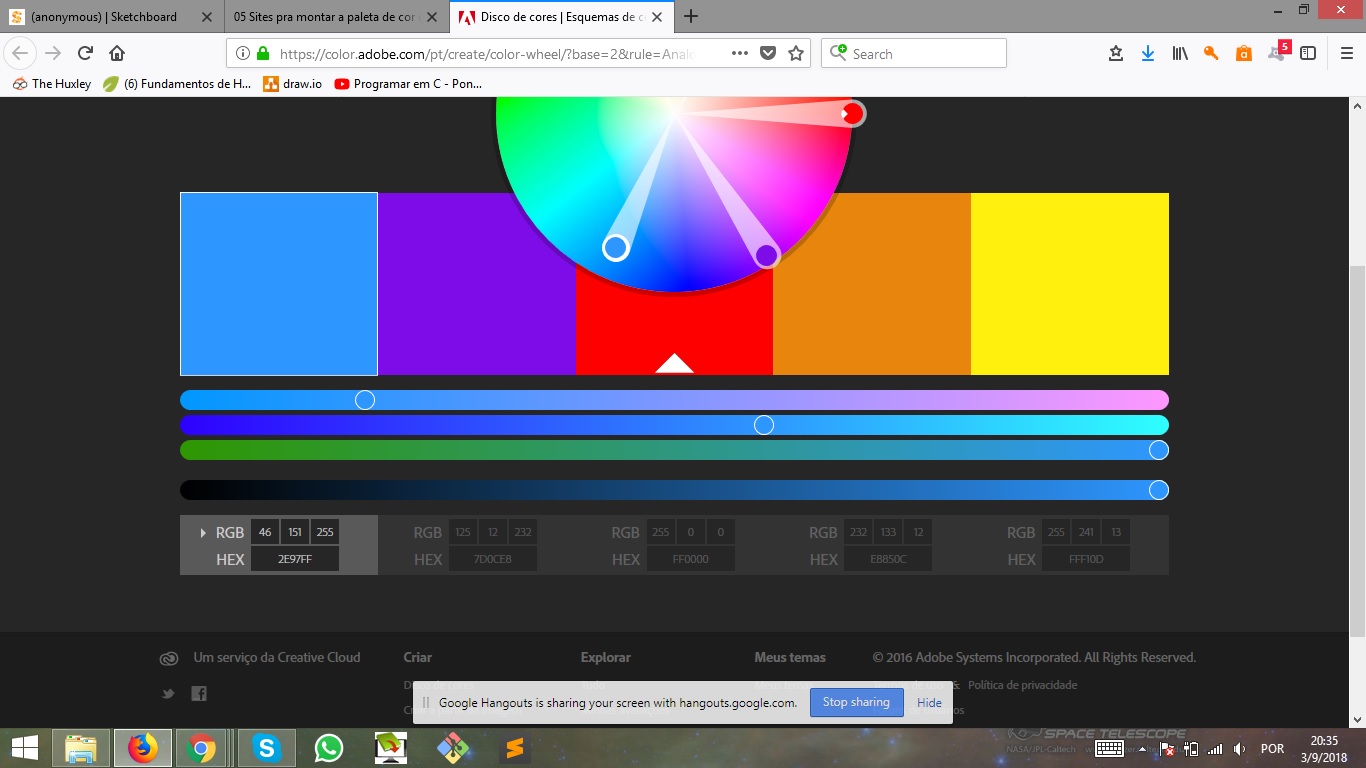 (anonymous) | Sketchboard
05 Sites pra montar a paleta de cor
Disco de cores | Esquemas de c
https://color.adobe.com/pt/create/color-wheel/?base=2&rule=Analo
Search
5
The Huxley
(6) Fundamentos de H...
draw.io
Programar em C - Pon...
RGB 46 151 255
HEX 2E97FF
RGB 125 12 232
HEX 7D0CE8
RGB 255 0 0
HEX FF0000
RGB 232 133 12
HEX E8850C
RGB 255 241 13
HEX FFF10D
Um serviço da Creative Cloud
Criar
Explorar
Meus temas
© 2016 Adobe Systems Incorporated. All Rights Reserved.
& Política de privacidade
Google Hangouts is sharing your screen with hangouts.google.com.
Stop sharing
Hide
SPACE TELESCOPE
NASA/JPL-Caltech
POR
20:35
3/9/2018